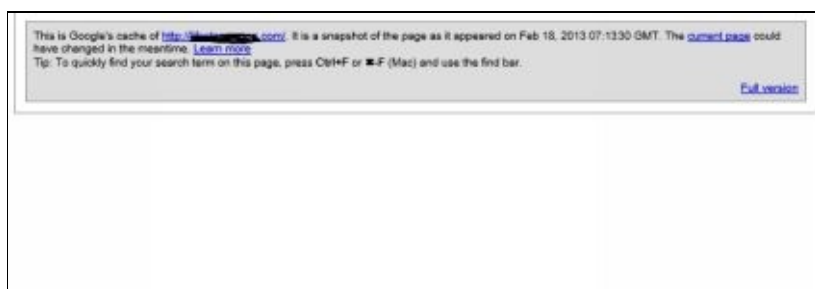 This is Google's cache of http:// .com/. It is a snapshot of the page as it appeared on Feb 18, 2013 07:13:30 GMT. The current page could
have changed in the meantime. Learn more
Tip: To quickly find your search term on this page, press Ctrl+F or ⌘-F (Mac) and use the find bar.
Full version